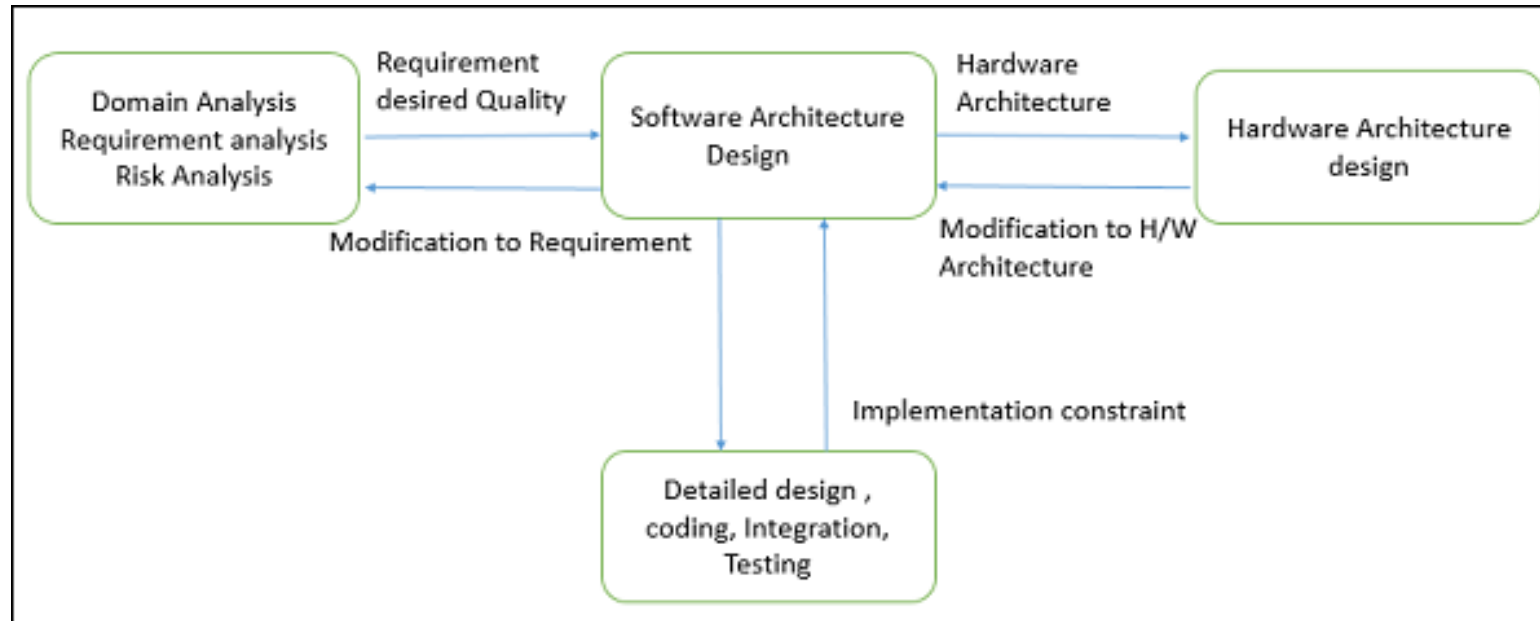 Domain Analysis
Requirement analysis
Risk Analysis
Requirement
desired Quality
Modification to Requirement
Software Architecture
Design
Hardware
Architecture
Modification to H/W
Architecture
Hardware Architecture
design
Implementation constraint
Detailed design ,
coding, Integration,
Testing